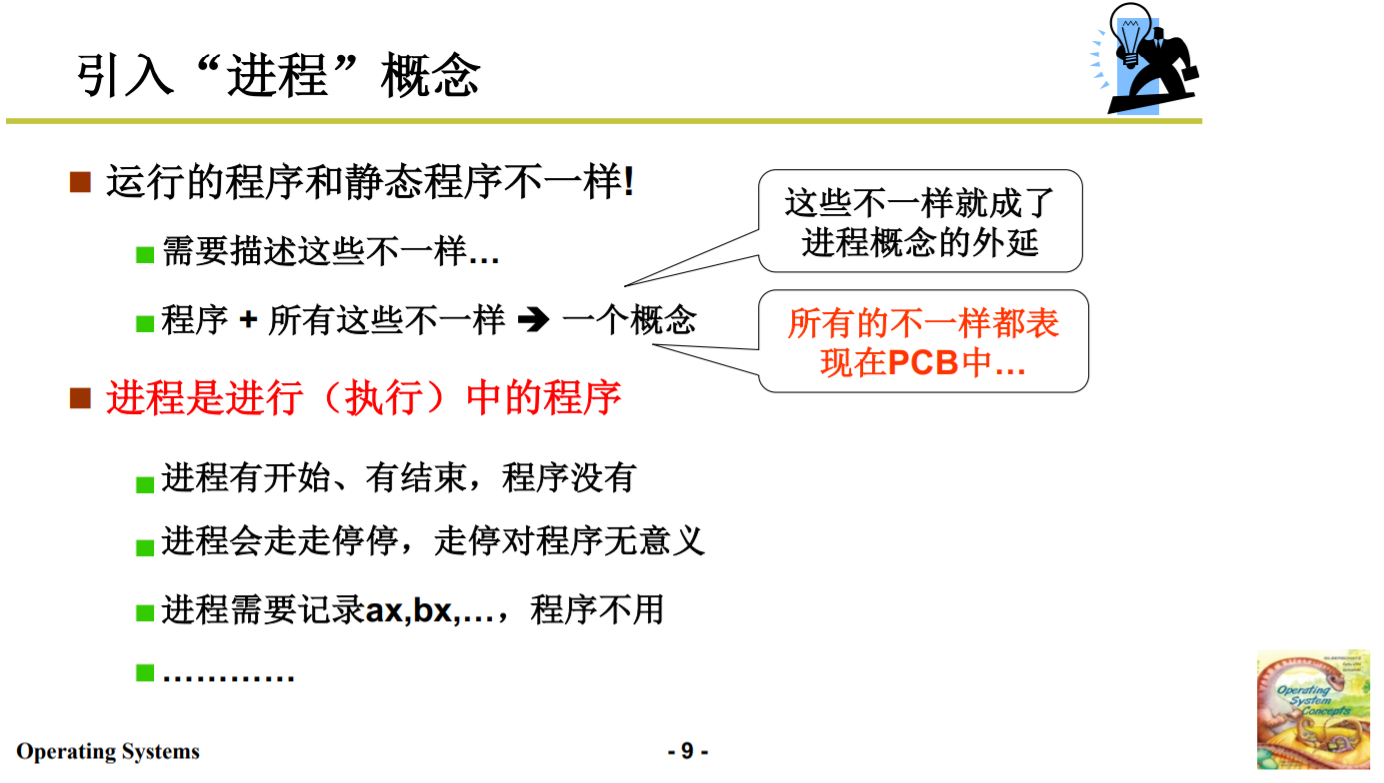 引入“进程”概念
运行的程序和静态程序不一样!
需要描述这些不一样…
程序 + 所有这些不一样 ➔ 一个概念
这些不一样就成了
进程概念的外延
所有的不一样都表
现在PCB中…
进程是进行（执行）中的程序
进程有开始、有结束，程序没有
进程会走走停停，走停对程序无意义
进程需要记录ax,bx,…，程序不用
…………
Operating Systems
- 9 -
Operating
System
Concepts